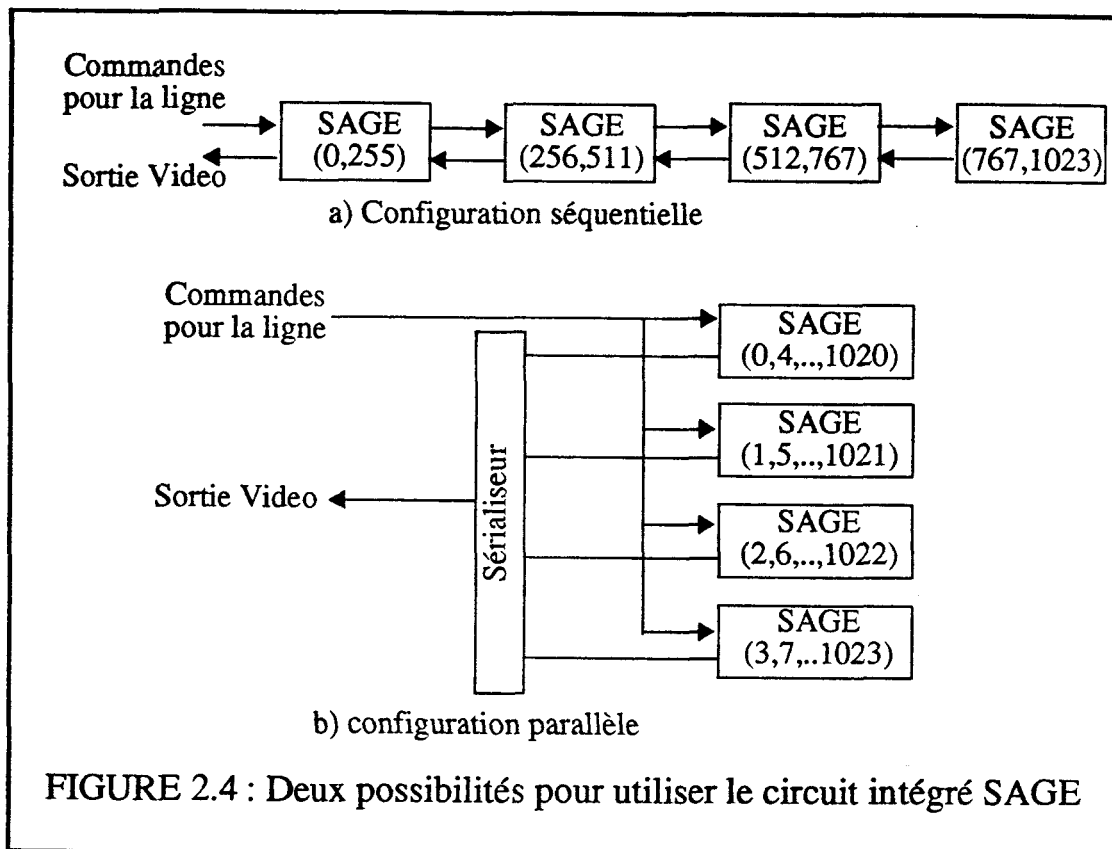 Commandes
pour la ligne
Sortie Video
SAGE
(0,255)
SAGE
(256,511)
SAGE
(512,767)
SAGE
(767,1023)
a) Configuration séquentielle
Commandes
pour la ligne
Sortie Video
Sérialiseur
SAGE
(0,4,..,1020)
SAGE
(1,5,..,1021)
SAGE
(2,6,..,1022)
SAGE
(3,7,..1023)
b) configuration parallèle
FIGURE 2.4 : Deux possibilités pour utiliser le circuit intégré SAGE